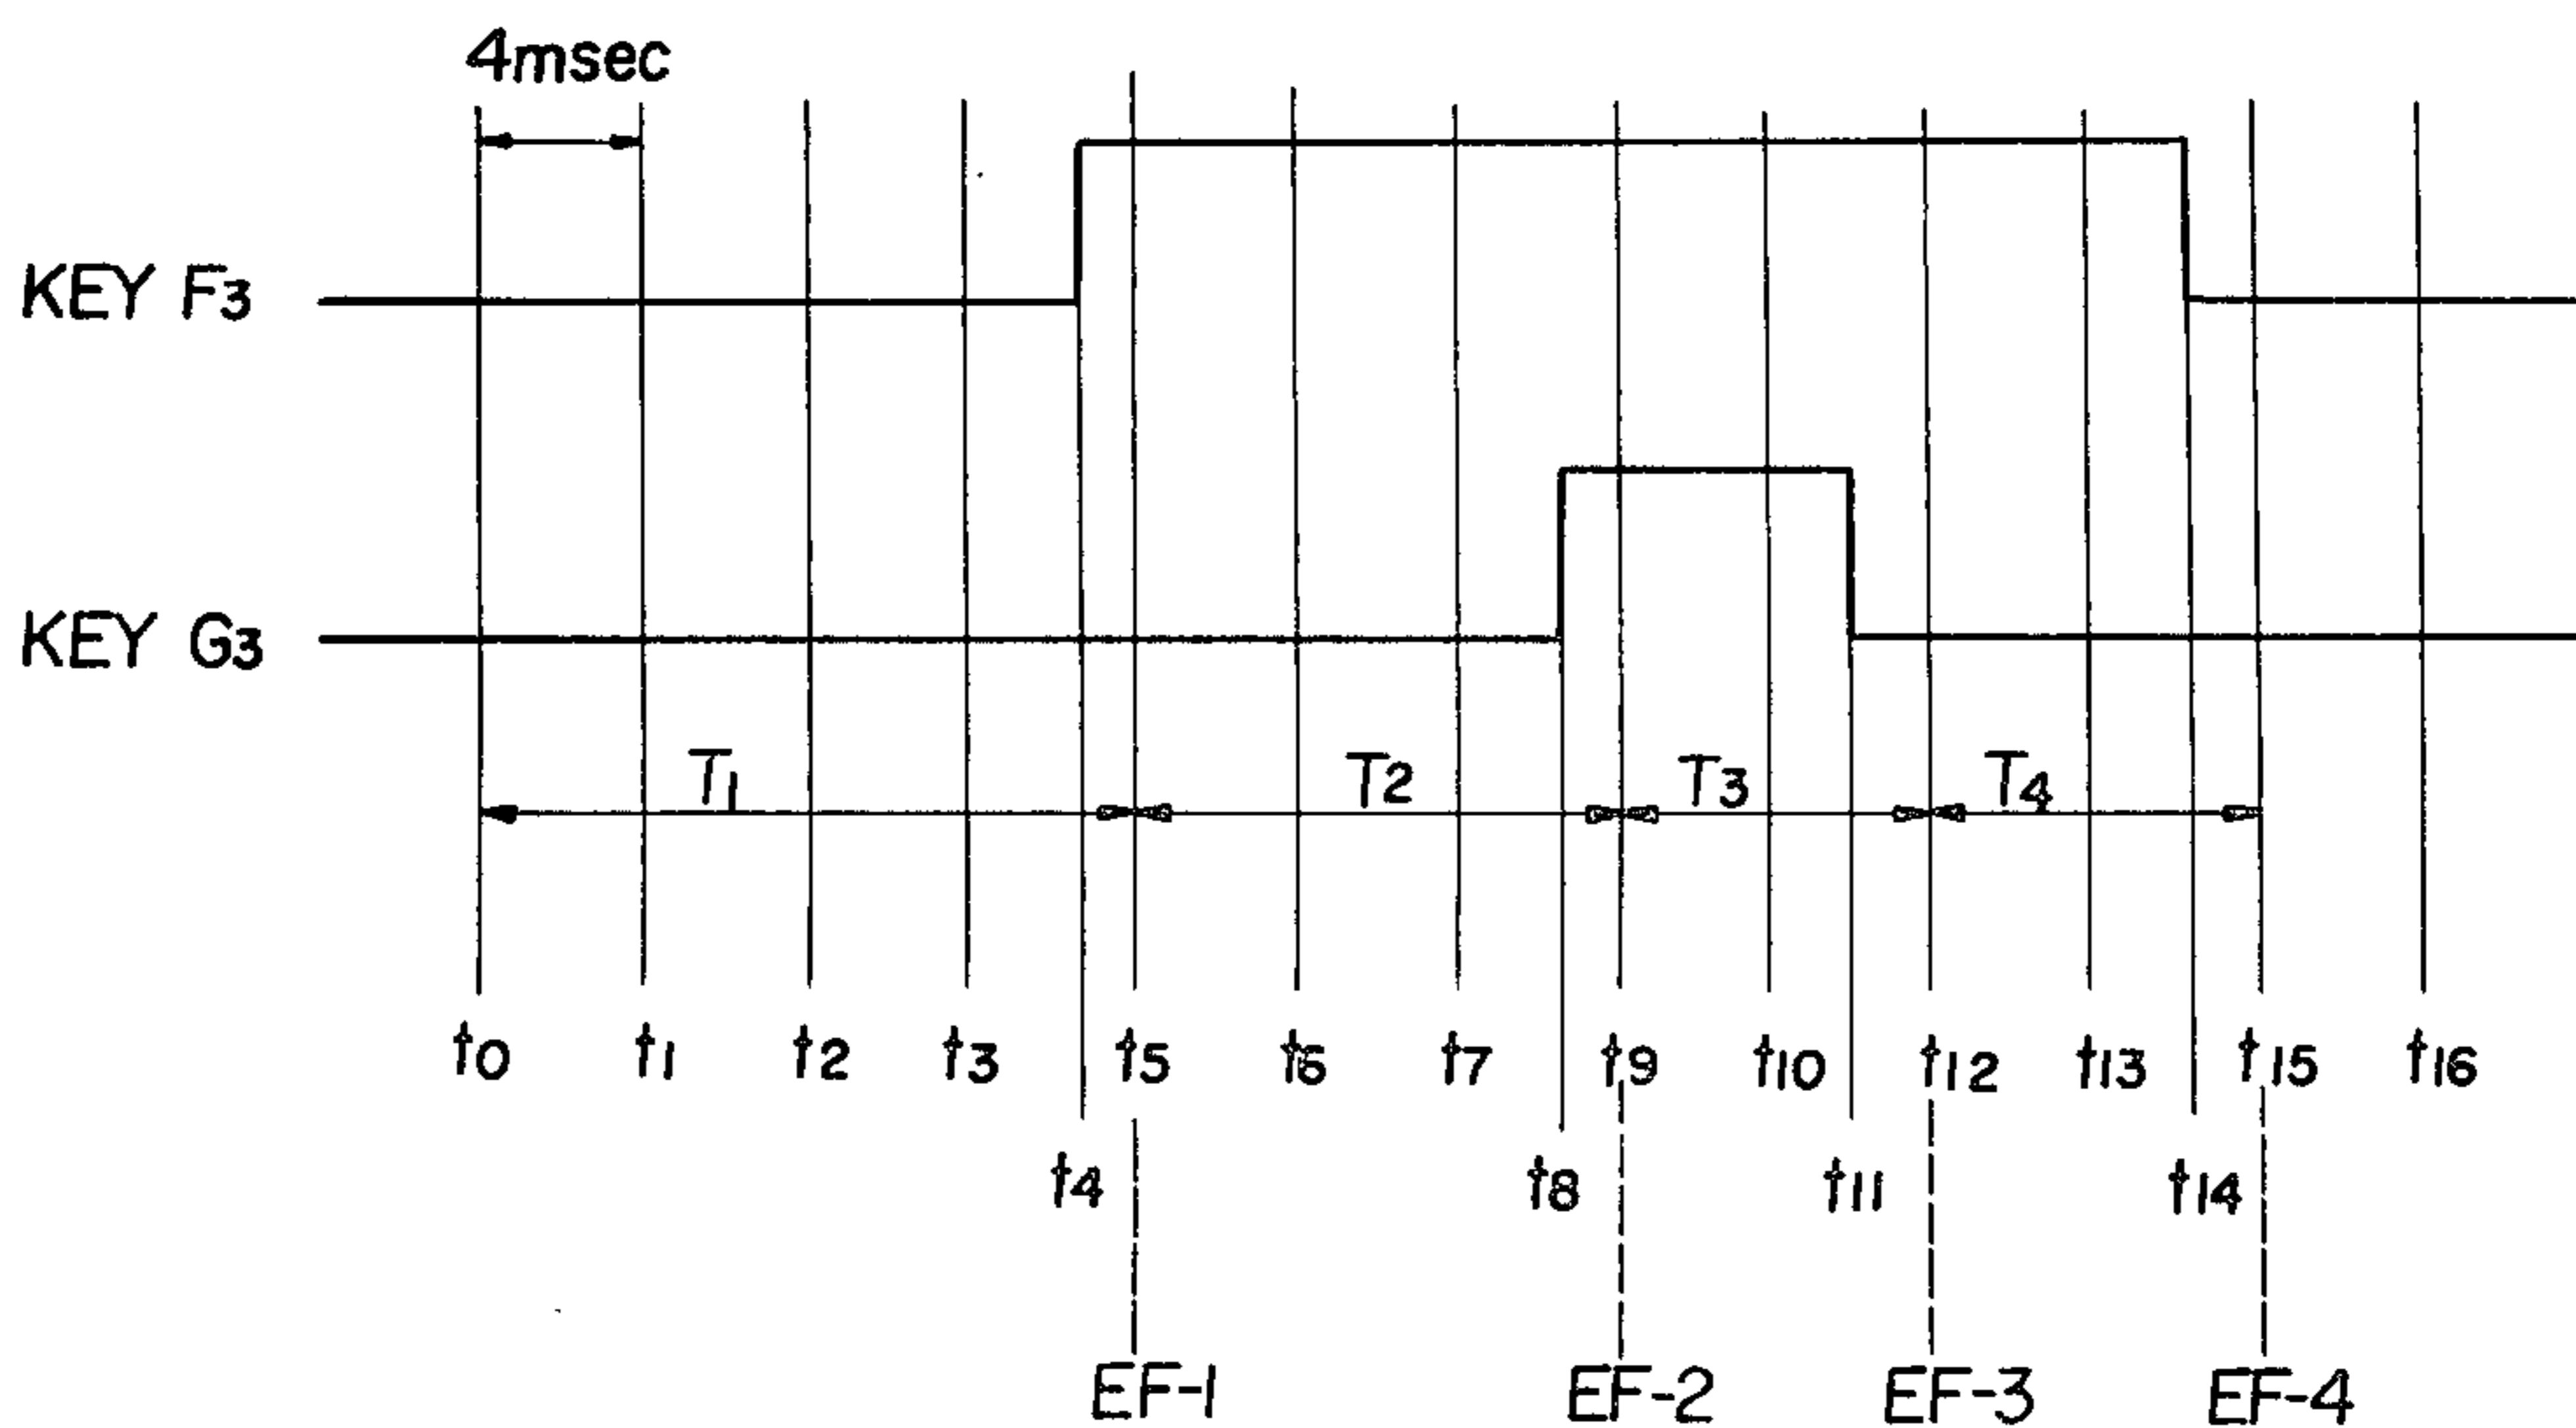 4msec
KEY F3
KEY G3
T1 T2 T3 T4
t0 t1 t2 t3 t5 t6 t7 t9 t10 t12 t13 t15 t16
t4 t8 t11 t14
EF-1 EF-2 EF-3 EF-4